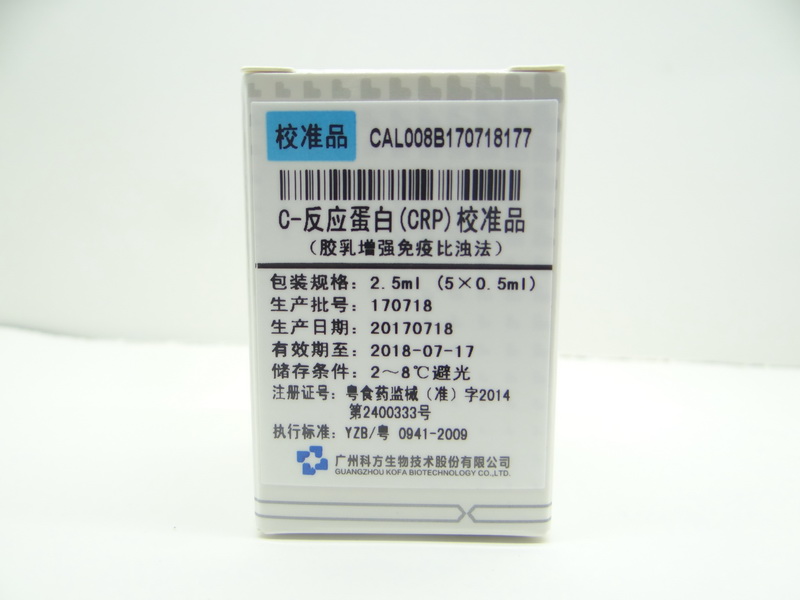 校准品 CAL008B170718177
C-反应蛋白(CRP)校准品
(胶乳增强免疫比浊法)
包装规格：2.5ml (5×0.5ml)
生产批号：170718
生产日期：20170718
有效期至：2018-07-17
储存条件：2～8℃避光
注册证号：粤食药监械（准）字2014
第2400333号
执行标准：YZB/粤 0941-2009
广州科方生物技术股份有限公司
GUANGZHOU KOFA BIOTECHNOLOGY CO.,LTD.